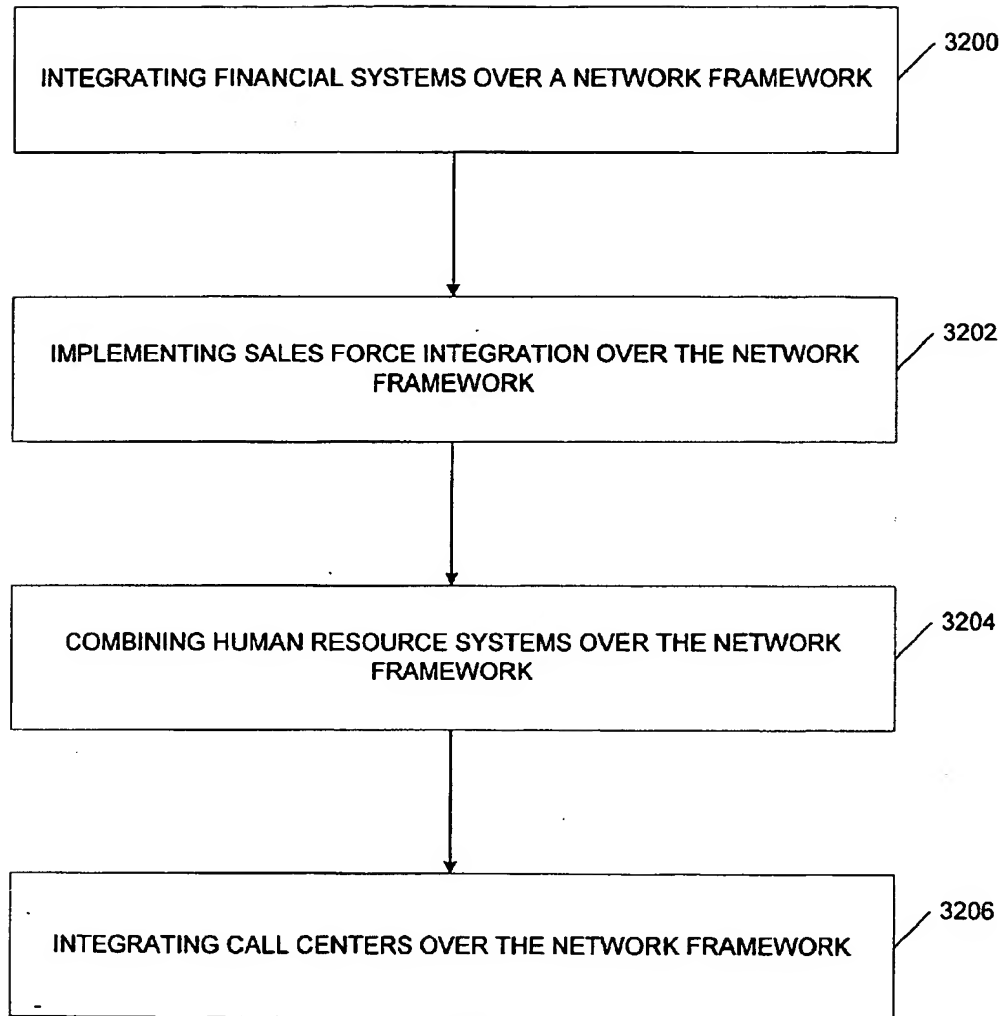 3200
INTEGRATING FINANCIAL SYSTEMS OVER A NETWORK FRAMEWORK
3202
IMPLEMENTING SALES FORCE INTEGRATION OVER THE NETWORK
FRAMEWORK
3204
COMBINING HUMAN RESOURCE SYSTEMS OVER THE NETWORK
FRAMEWORK
3206
INTEGRATING CALL CENTERS OVER THE NETWORK FRAMEWORK